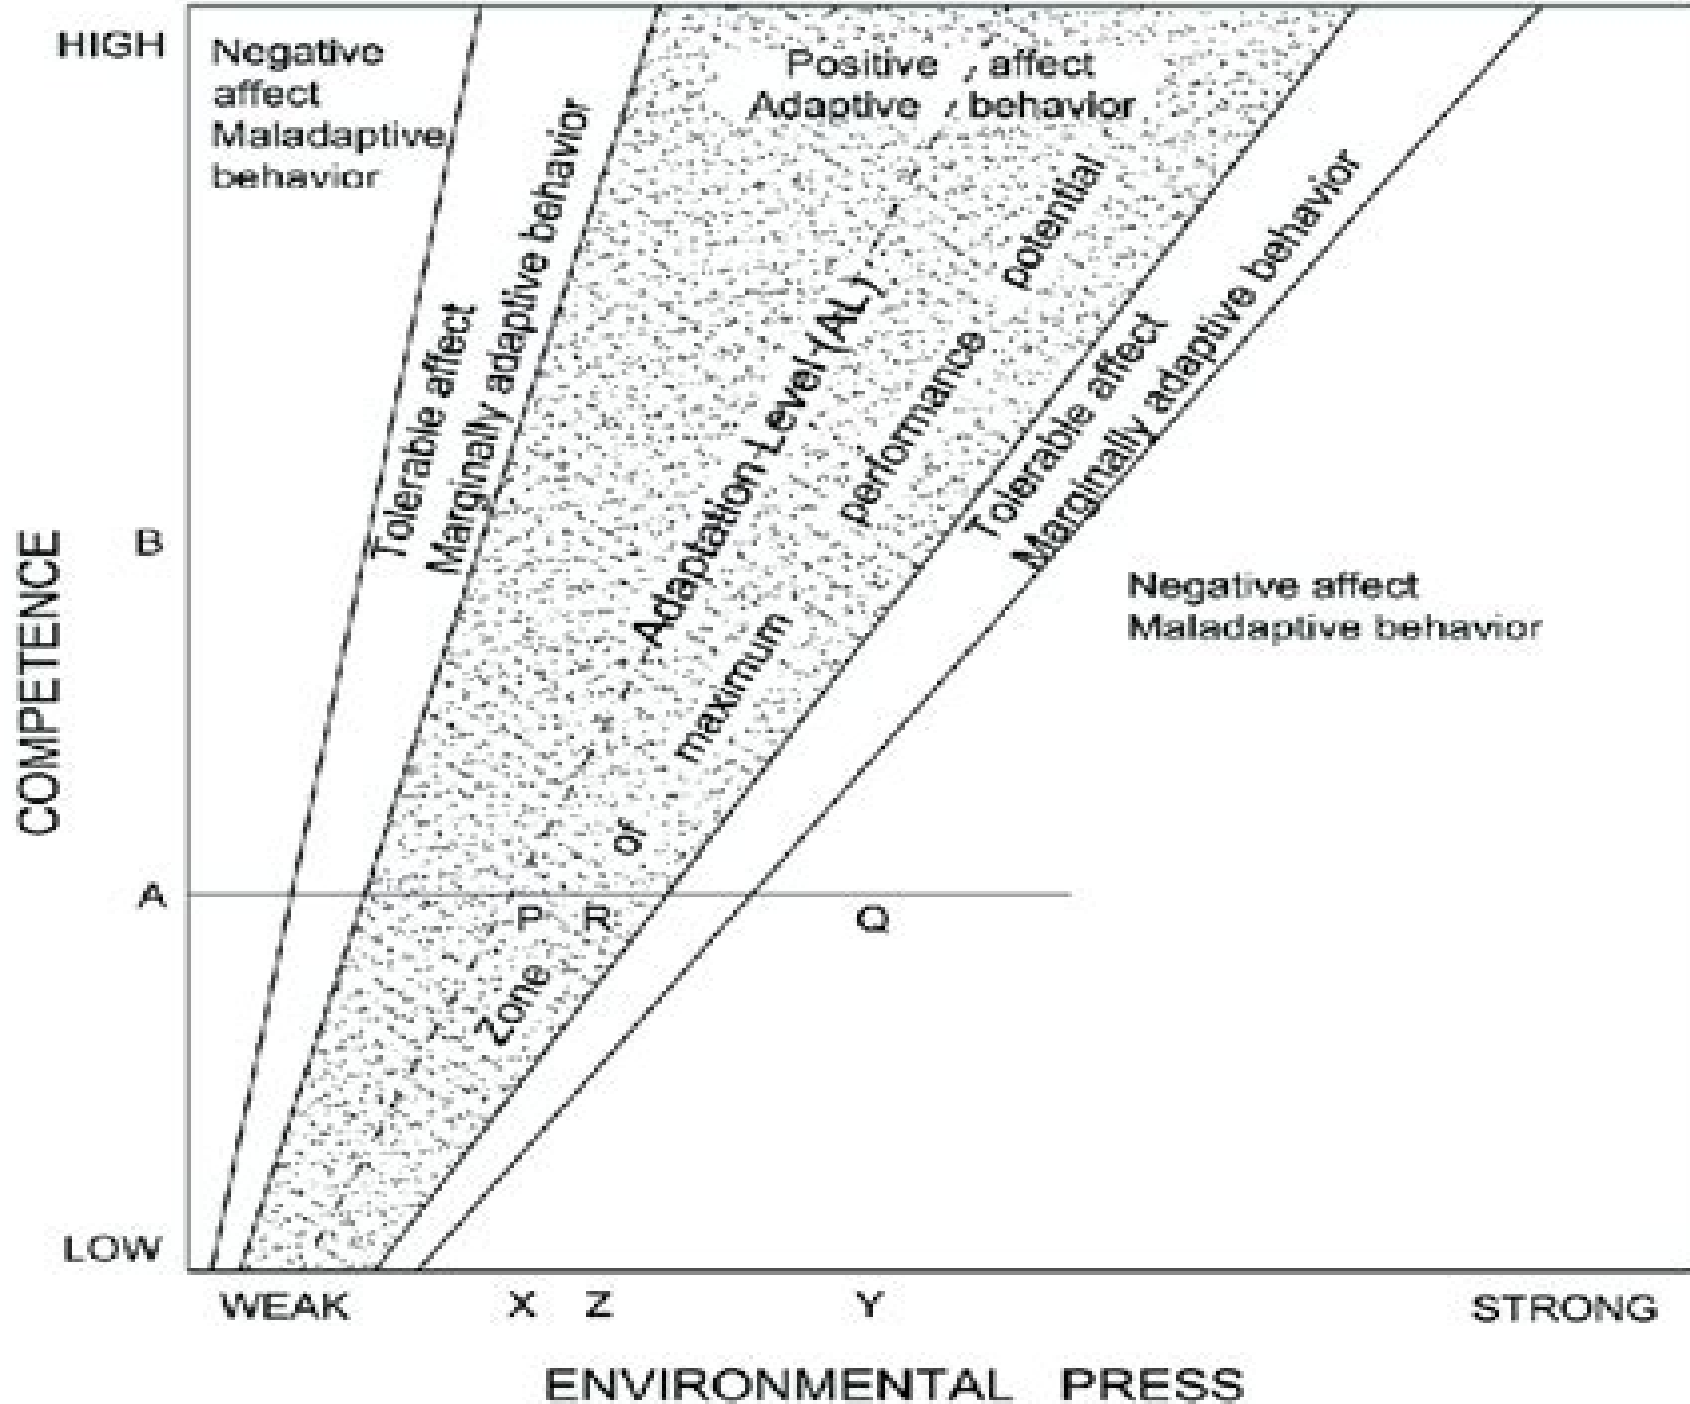 HIGH
Negative
affect
Maladaptive
behavior
Positive affect
Adaptive behavior
Tolerable affect
Marginally adaptive behavior
Adaptation Level (AL)
Zone of maximum performance potential
Tolerable affect
Marginally adaptive behavior
Negative affect
Maladaptive behavior
COMPETENCE
B
A
P R Q
LOW
WEAK X Z Y STRONG
ENVIRONMENTAL PRESS